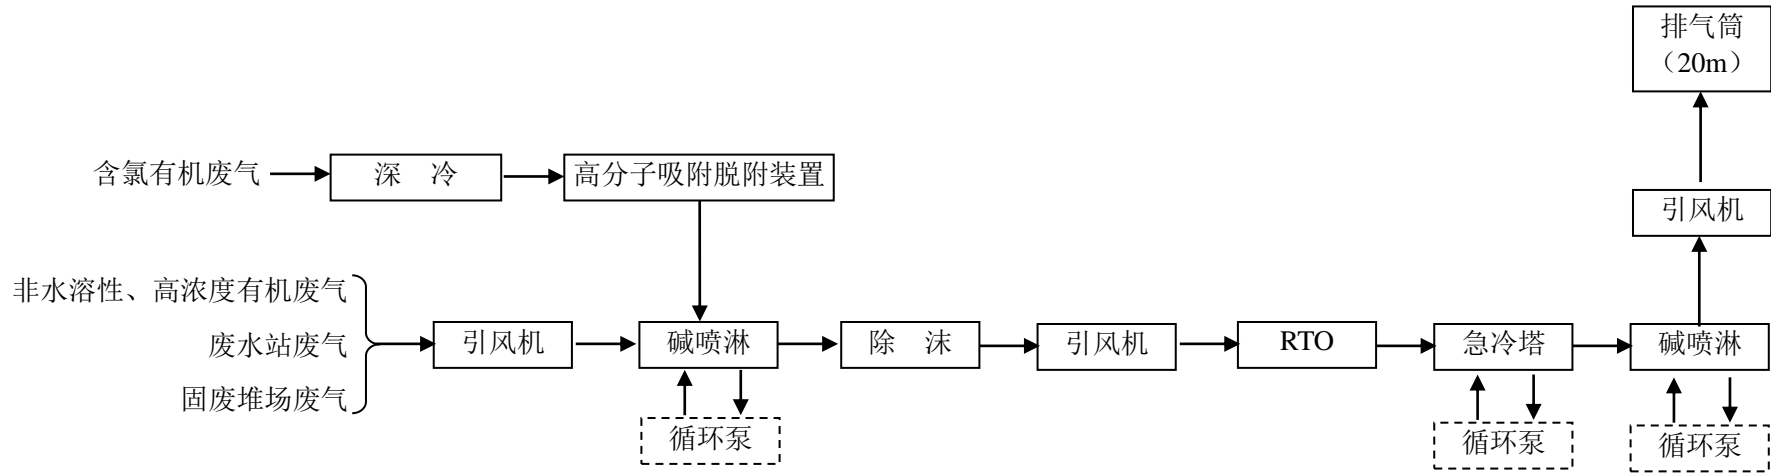 排气筒
（20m）
含氯有机废气
深 冷
高分子吸附脱附装置
引风机
非水溶性、高浓度有机废气
废水站废气
固废堆场废气
引风机
碱喷淋
除 沫
引风机
RTO
急冷塔
碱喷淋
循环泵
循环泵
循环泵